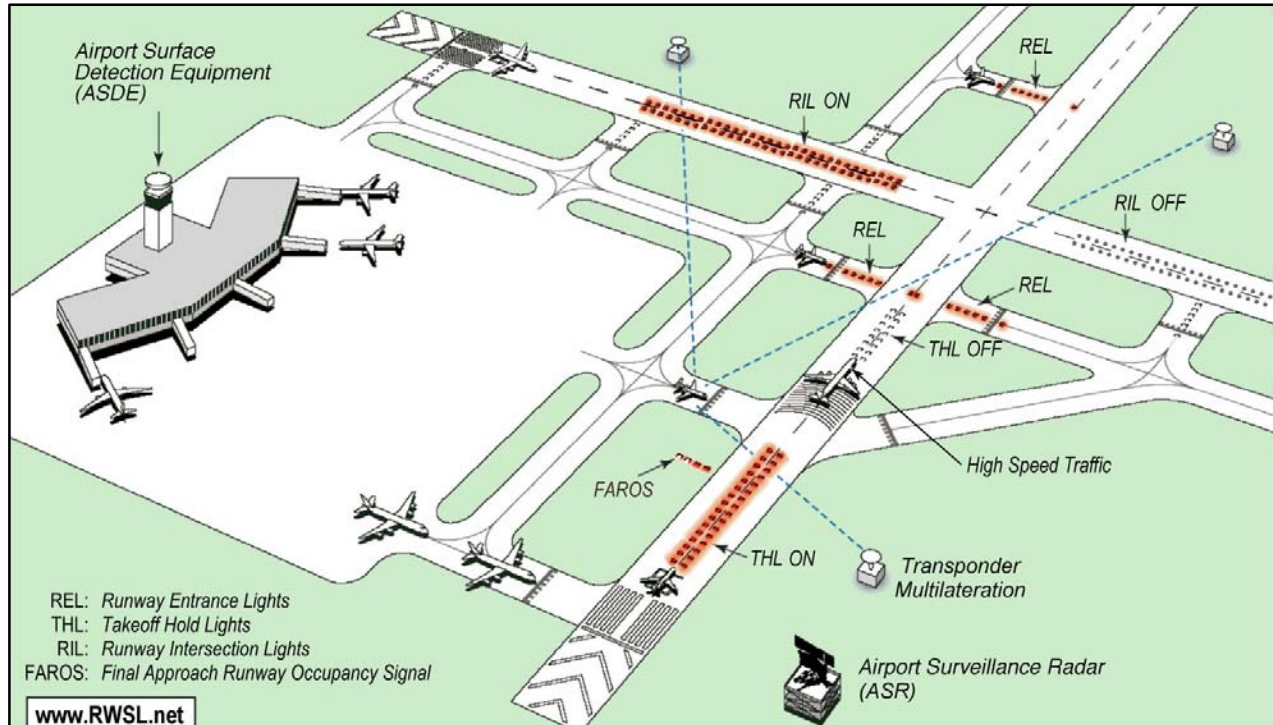 Airport Surface
Detection Equipment
(ASDE)
REL
RIL ON
RIL OFF
REL
REL
THL OFF
High Speed Traffic
FAROS
THL ON
Transponder
Multilateration
REL: Runway Entrance Lights
THL: Takeoff Hold Lights
RIL: Runway Intersection Lights
FAROS: Final Approach Runway Occupancy Signal
Airport Surveillance Radar
(ASR)
www.RWSL.net